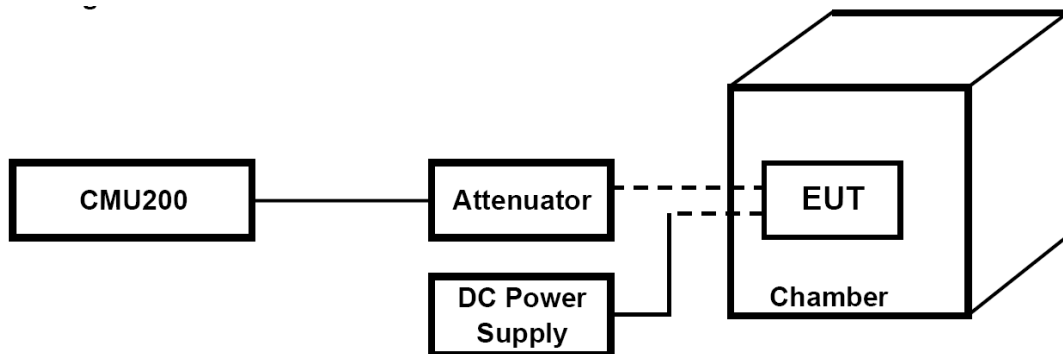 CMU200
Attenuator
EUT
DC Power
Supply
Chamber